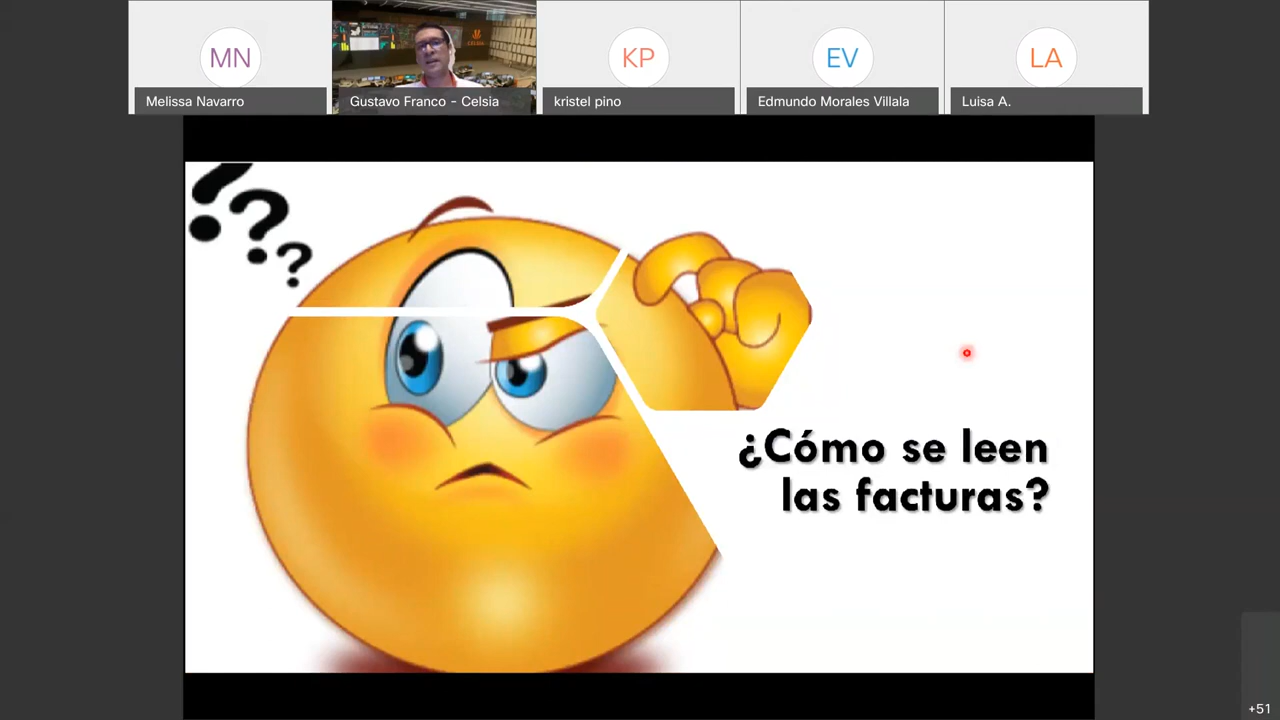 MN
KP
EV
LA
Melissa Navarro
Gustavo Franco - Celsia
kristel pino
Edmundo Morales Villala
Luisa A.
???
¿Cómo se leen
las facturas?
+51